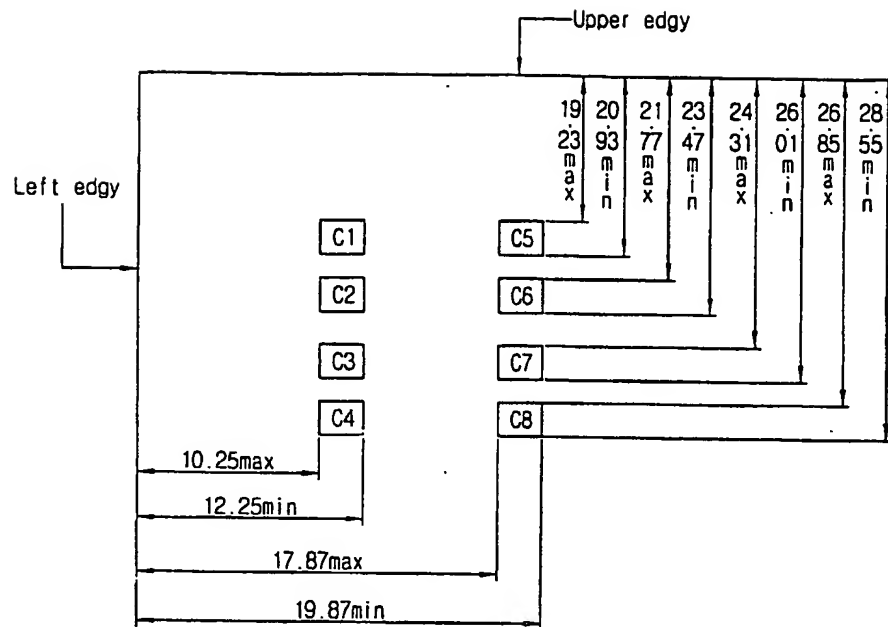 Upper edgy
19.23max
20.93min
21.77max
23.47min
24.31max
26.01min
26.85max
28.55min
Left edgy
C1
C5
C2
C6
C3
C7
C4
C8
10.25max
12.25min
17.87max
19.87min